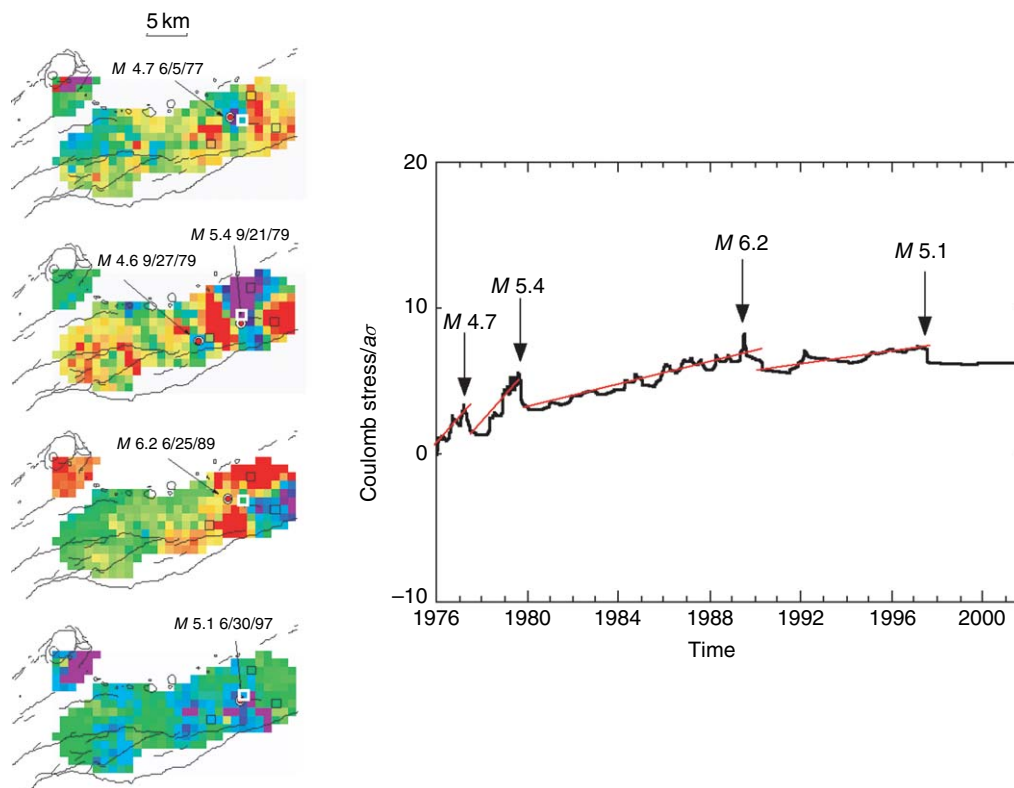 5 km
M 4.7 6/5/77
M 5.4 9/21/79
M 4.6 9/27/79
M 6.2 6/25/89
M 5.1 6/30/97
20
10
0
–10
Coulomb stress/aσ
M 4.7
M 5.4
M 6.2
M 5.1
1976 1980 1984 1988 1992 1996 2000
Time